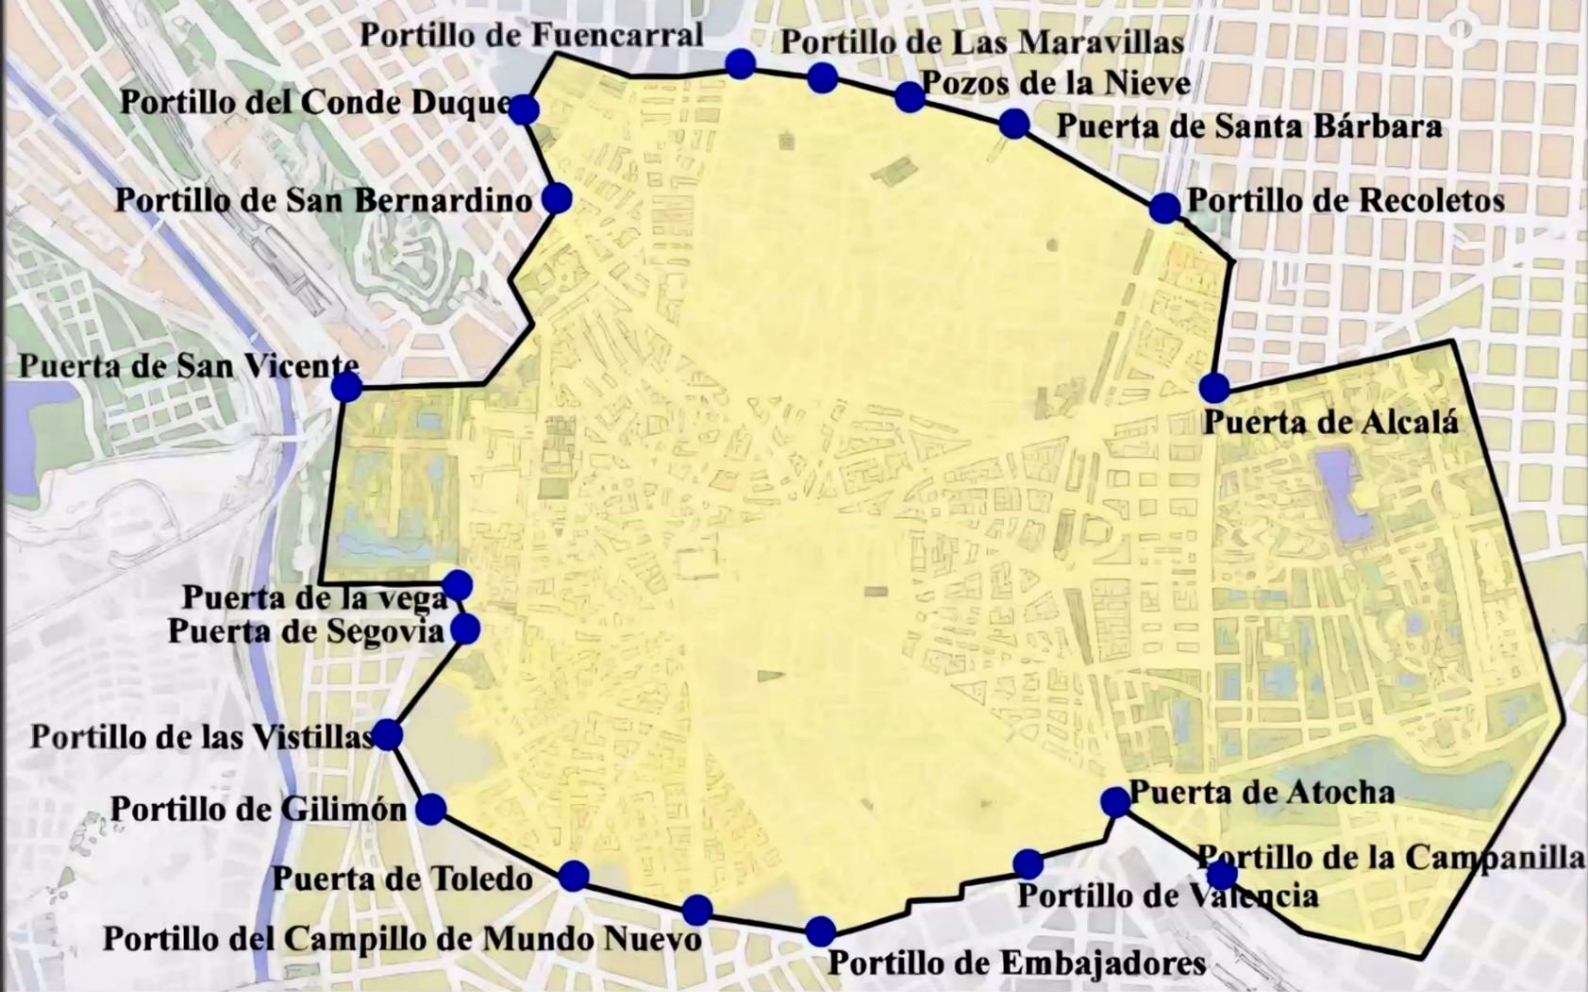 Portillo de Fuencarral
Portillo de Las Maravillas
Pozos de la Nieve
Portillo del Conde Duque
Puerta de Santa Bárbara
Portillo de San Bernardino
Portillo de Recoletos
Puerta de San Vicente
Puerta de Alcalá
Puerta de la vega
Puerta de Segovia
Portillo de las Vistillas
Puerta de Atocha
Portillo de Gilimón
Portillo de la Campanilla
Puerta de Toledo
Portillo de Valencia
Portillo del Campillo de Mundo Nuevo
Portillo de Embajadores